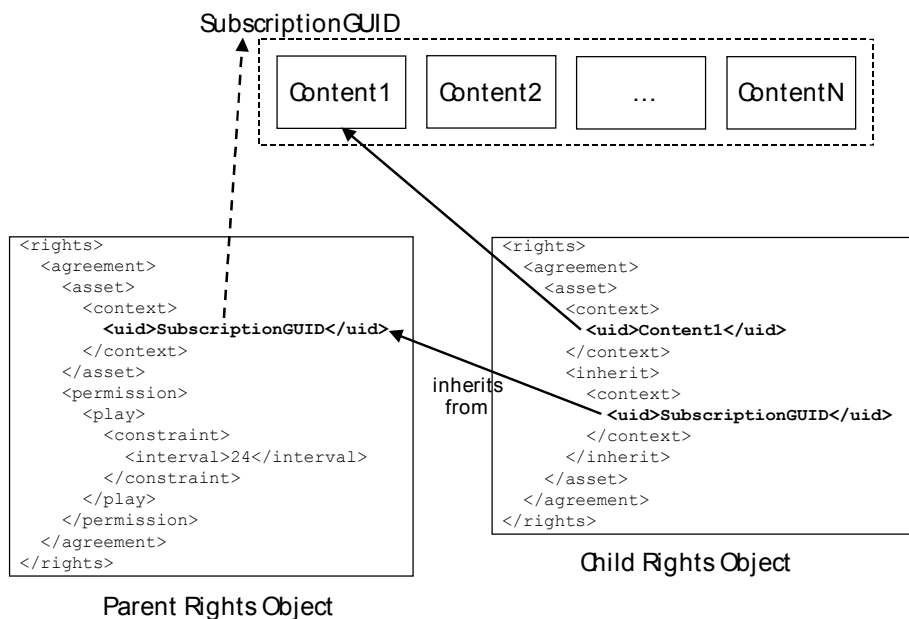 SubscriptionGUID
Content1
Content2
...
ContentN
<rights>
<agreement>
<asset>
<context>
<uid>SubscriptionGUID</uid>
</context>
</asset>
<permission>
<play>
<constraint>
<interval>24</interval>
</constraint>
</play>
</permission>
</agreement>
</rights>
Parent Rights Object
inherits
from
<rights>
<agreement>
<asset>
<context>
<uid>Content1</uid>
</context>
<inherit>
<context>
<uid>SubscriptionGUID</uid>
</context>
</inherit>
</asset>
</agreement>
</rights>
Child Rights Object